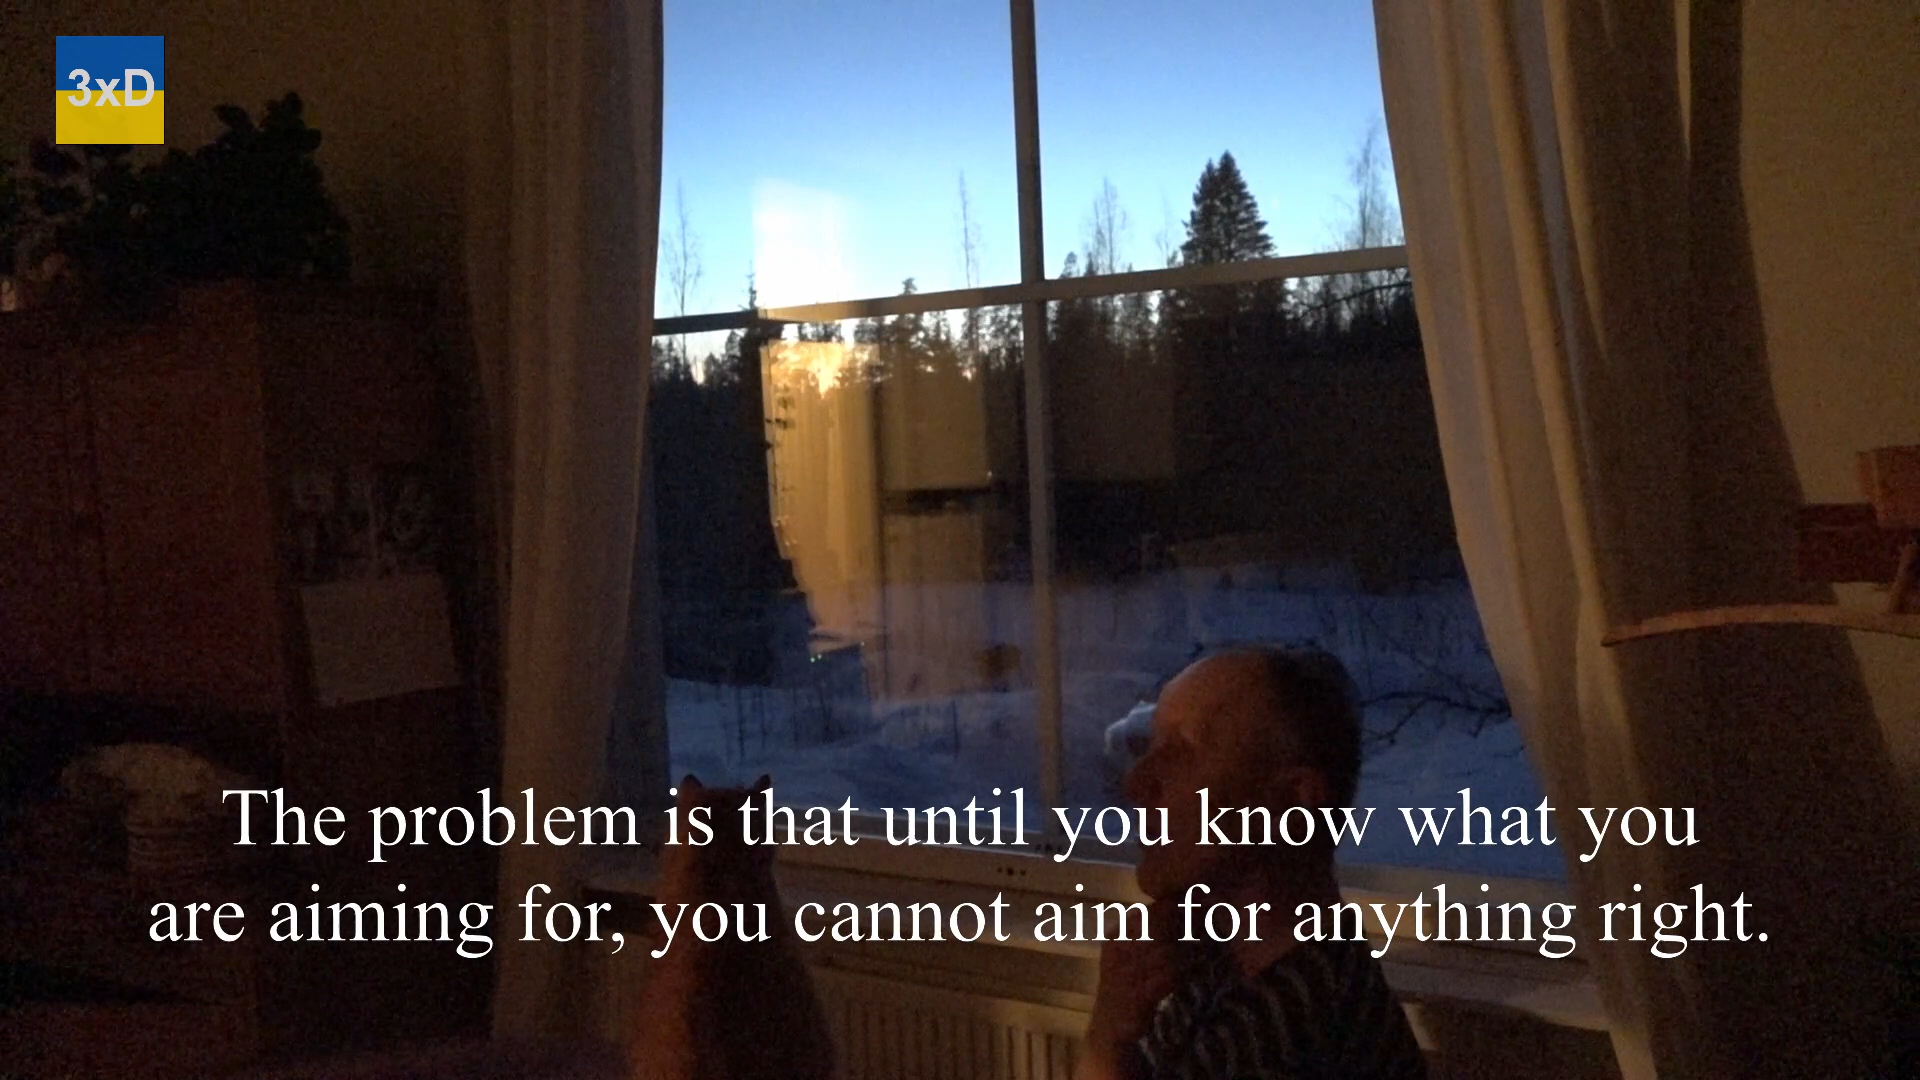 3xD
The problem is that until you know what you
are aiming for, you cannot aim for anything right.